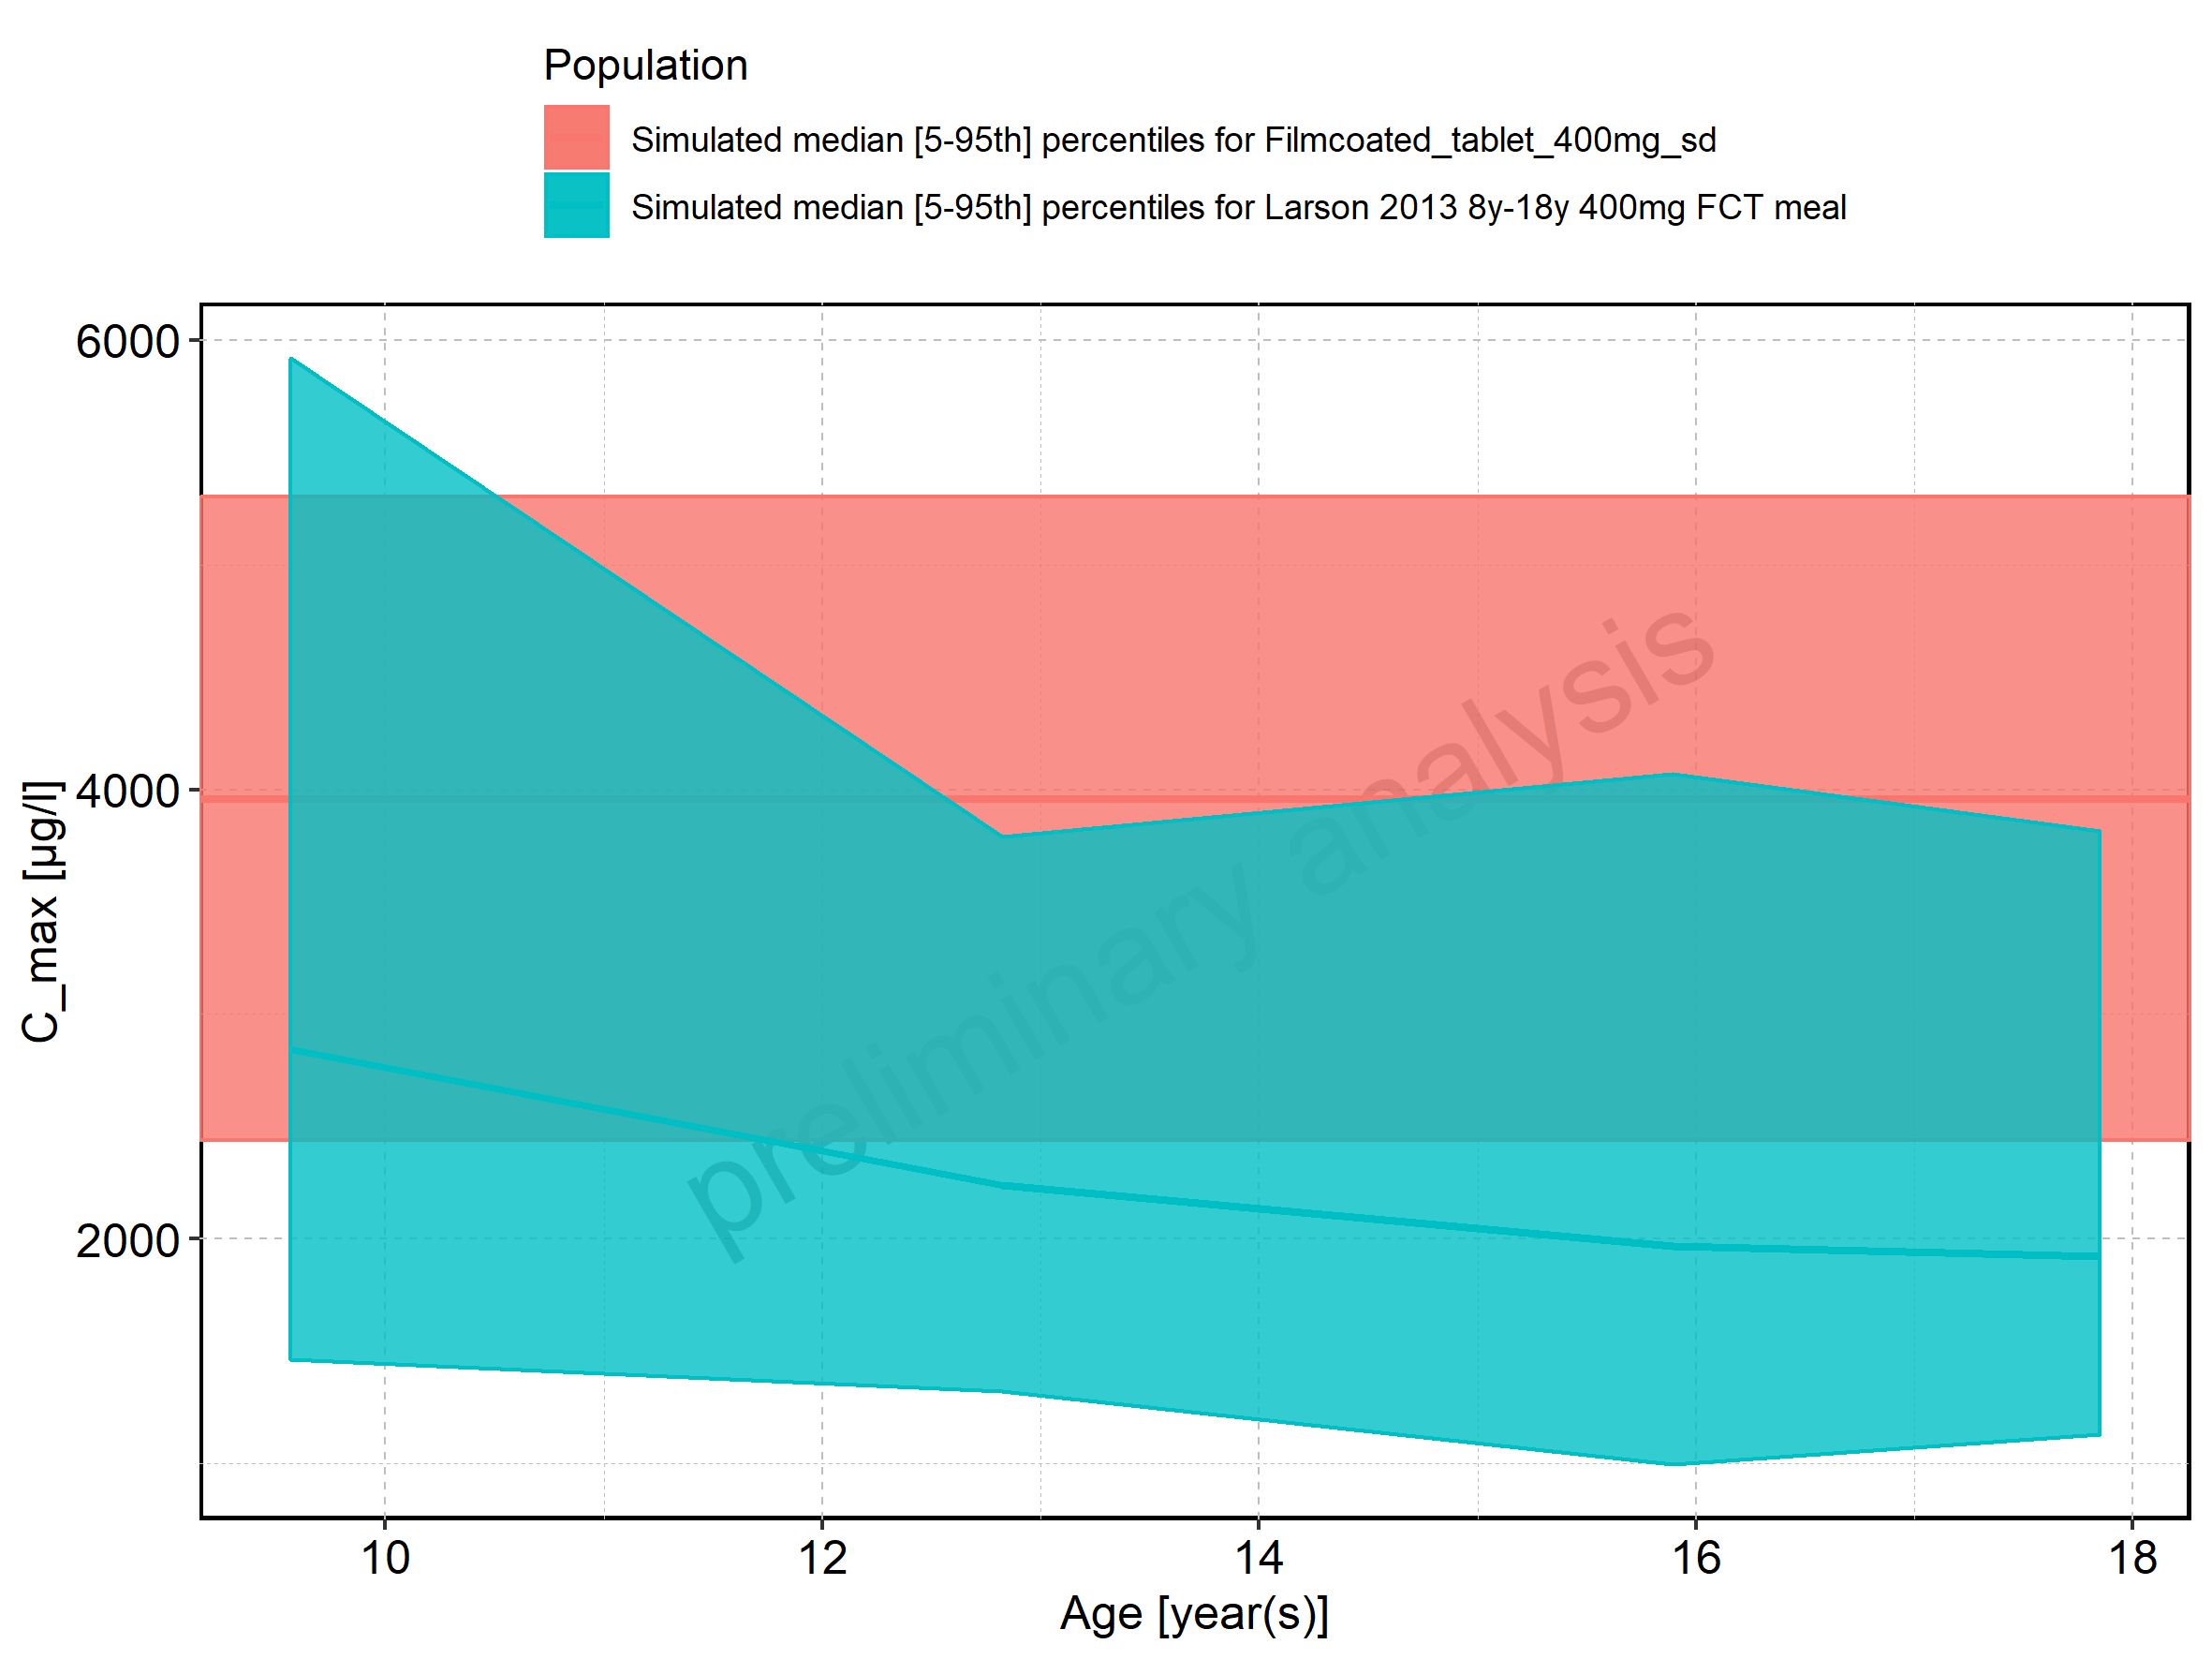 Population
Simulated median [5-95th] percentiles for Filmcoated_tablet_400mg_sd
Simulated median [5-95th] percentiles for Larson 2013 8y-18y 400mg FCT meal
6000
4000
2000
C_max [µg/l]
preliminary analysis
10 12 14 16 18
Age [year(s)]